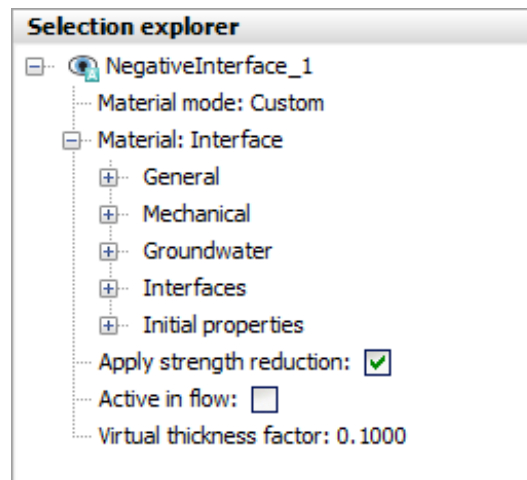 Selection explorer
NegativeInterface_1
Material mode: Custom
Material: Interface
General
Mechanical
Groundwater
Interfaces
Initial properties
Apply strength reduction:
Active in flow:
Virtual thickness factor: 0.1000